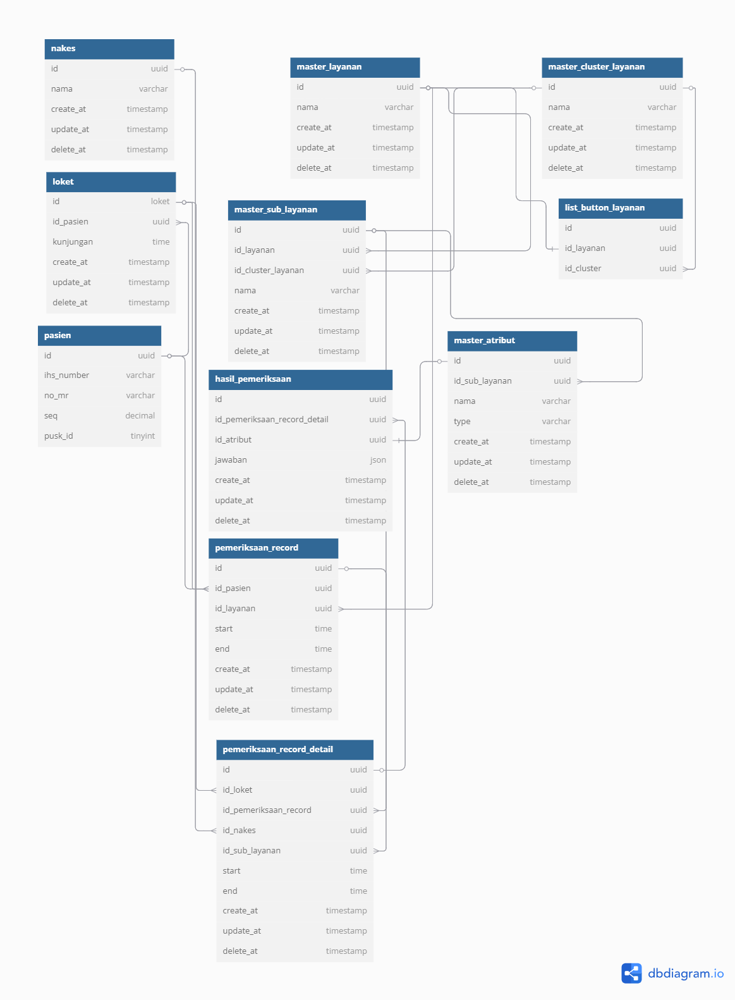 nakes
id uuid
nama varchar
create_at timestamp
update_at timestamp
delete_at timestamp
master_layanan
id uuid
nama varchar
create_at timestamp
update_at timestamp
delete_at timestamp
master_cluster_layanan
id uuid
nama varchar
create_at timestamp
update_at timestamp
delete_at timestamp
loket
id loket
id_pasien uuid
kunjungan time
create_at timestamp
update_at timestamp
delete_at timestamp
master_sub_layanan
id uuid
id_layanan uuid
id_cluster_layanan uuid
nama varchar
create_at timestamp
update_at timestamp
delete_at timestamp
list_button_layanan
id uuid
id_layanan uuid
id_cluster uuid
pasien
id uuid
ihs_number varchar
no_mr varchar
seq decimal
pusk_id tinyint
master_atribut
id uuid
id_sub_layanan uuid
nama varchar
type varchar
create_at timestamp
update_at timestamp
delete_at timestamp
hasil_pemeriksaan
id uuid
id_pemeriksaan_record_detail uuid
id_atribut uuid
jawaban json
create_at timestamp
update_at timestamp
delete_at timestamp
pemeriksaan_record
id uuid
id_pasien uuid
id_layanan uuid
start time
end time
create_at timestamp
update_at timestamp
delete_at timestamp
pemeriksaan_record_detail
id uuid
id_loket uuid
id_pemeriksaan_record uuid
id_nakes uuid
id_sub_layanan uuid
start time
end time
create_at timestamp
update_at timestamp
delete_at timestamp
dbdiagram.io